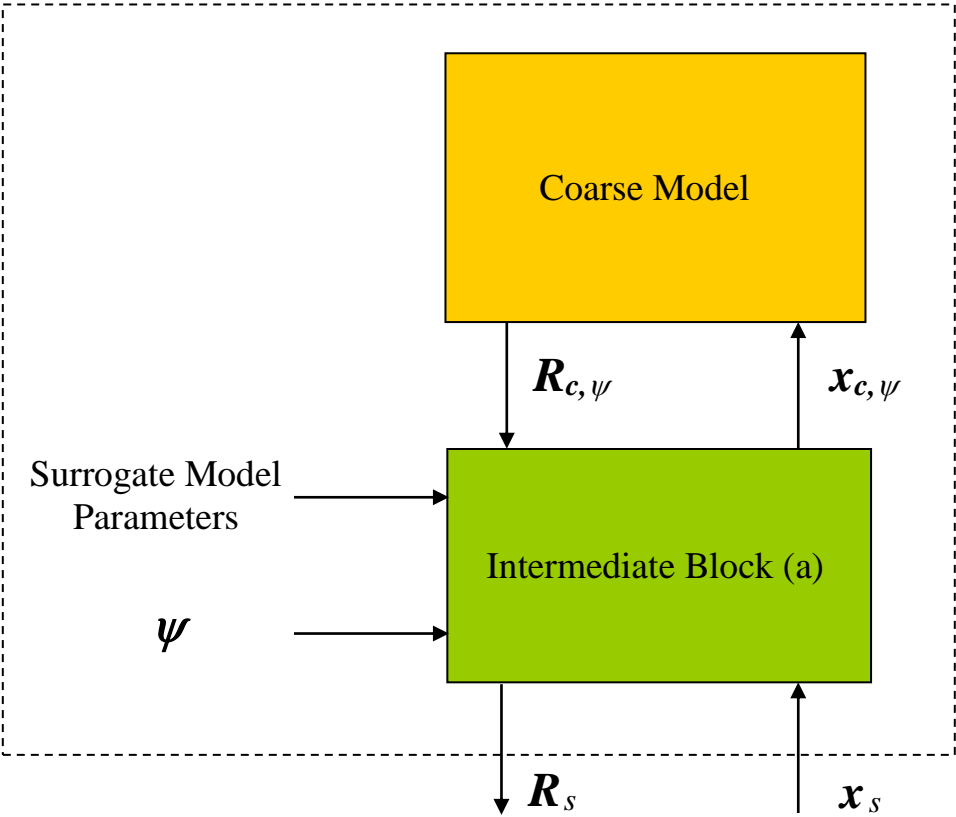 Coarse Model
R_{c,ψ}
x_{c,ψ}
Surrogate Model
Parameters
Intermediate Block (a)
ψ
R_s
x_s